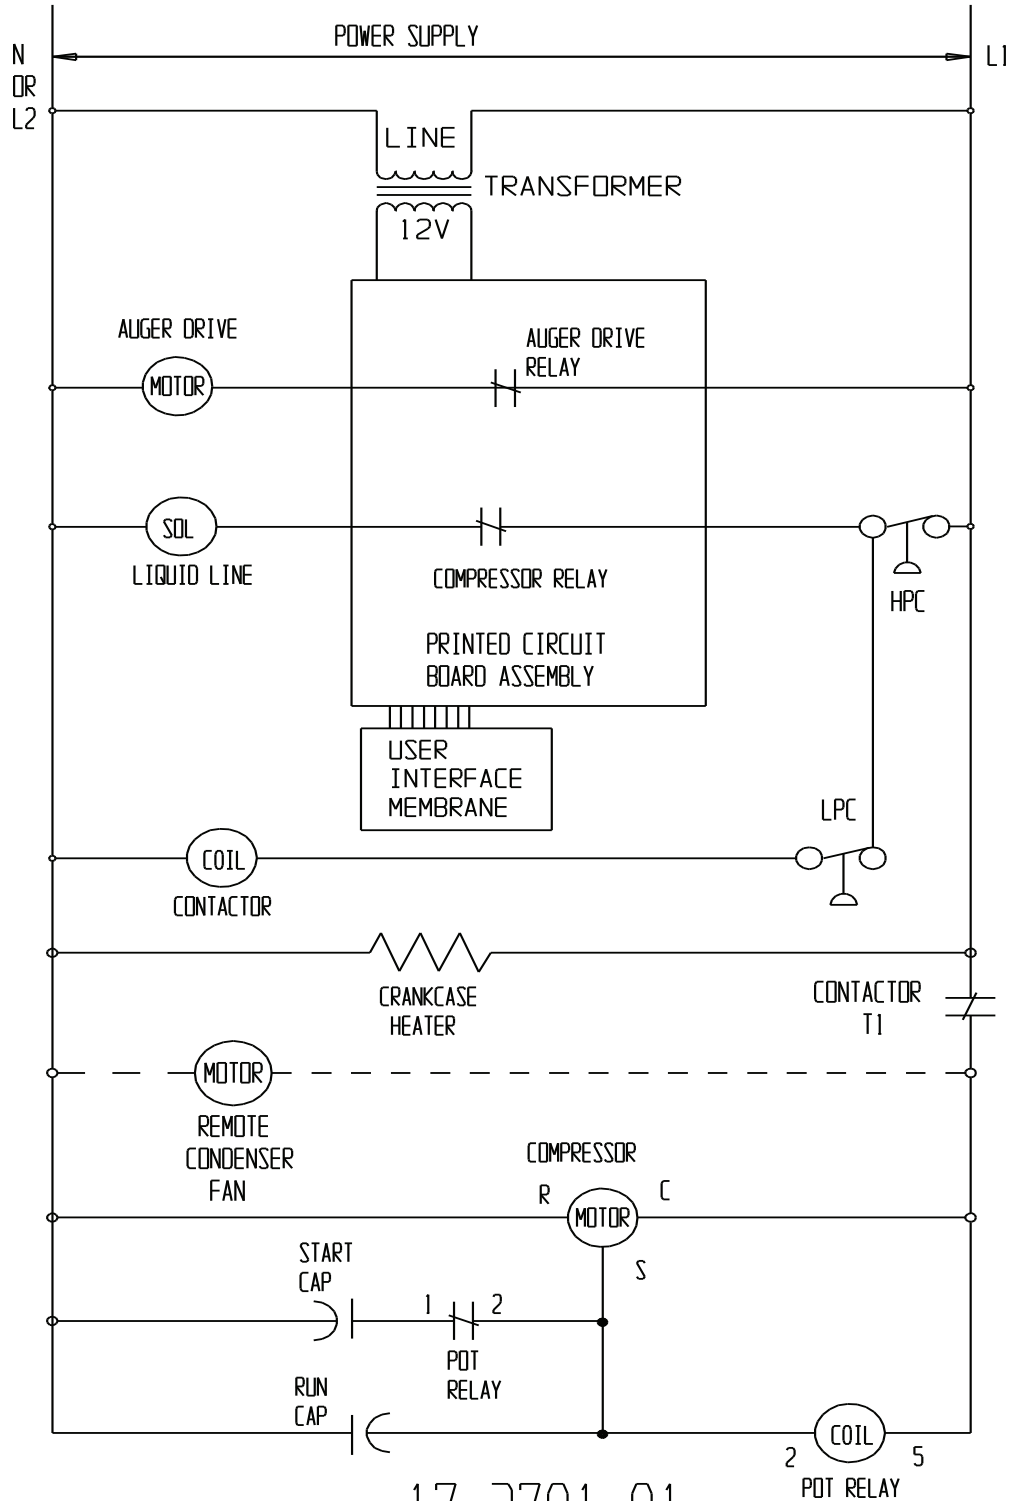 POWER SUPPLY
N
OR
L2
L1
LINE
TRANSFORMER
12V
AUGER DRIVE
MOTOR
AUGER DRIVE
RELAY
SOL
LIQUID LINE
COMPRESSOR RELAY
HPC
PRINTED CIRCUIT
BOARD ASSEMBLY
USER
INTERFACE
MEMBRANE
LPC
COIL
CONTACTOR
CRANKCASE
HEATER
CONTACTOR
T1
MOTOR
REMOTE
CONDENSER
FAN
COMPRESSOR
R
C
MOTOR
S
START
CAP
1
2
POT
RELAY
RUN
CAP
COIL
2
5
POT RELAY